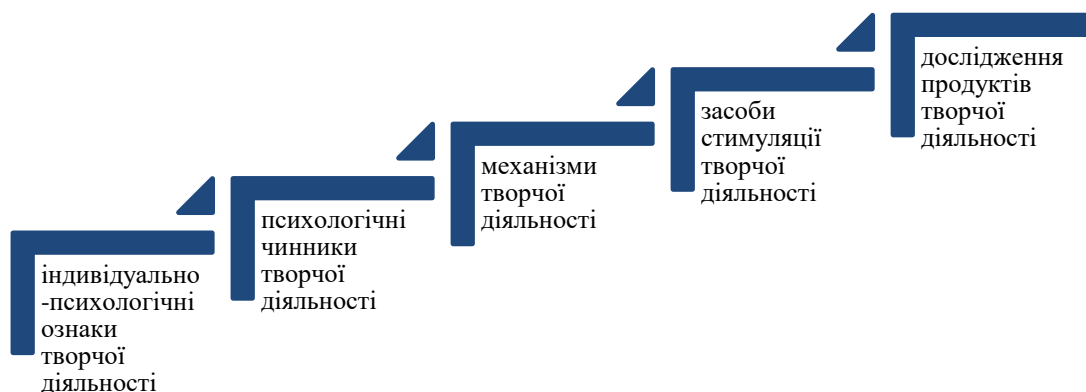 індивідуально
-психологічні
ознаки
творчої
діяльності
психологічні
чинники
творчої
діяльності
механізми
творчої
діяльності
засоби
стимуляції
творчої
діяльності
дослідження
продуктів
творчої
діяльності